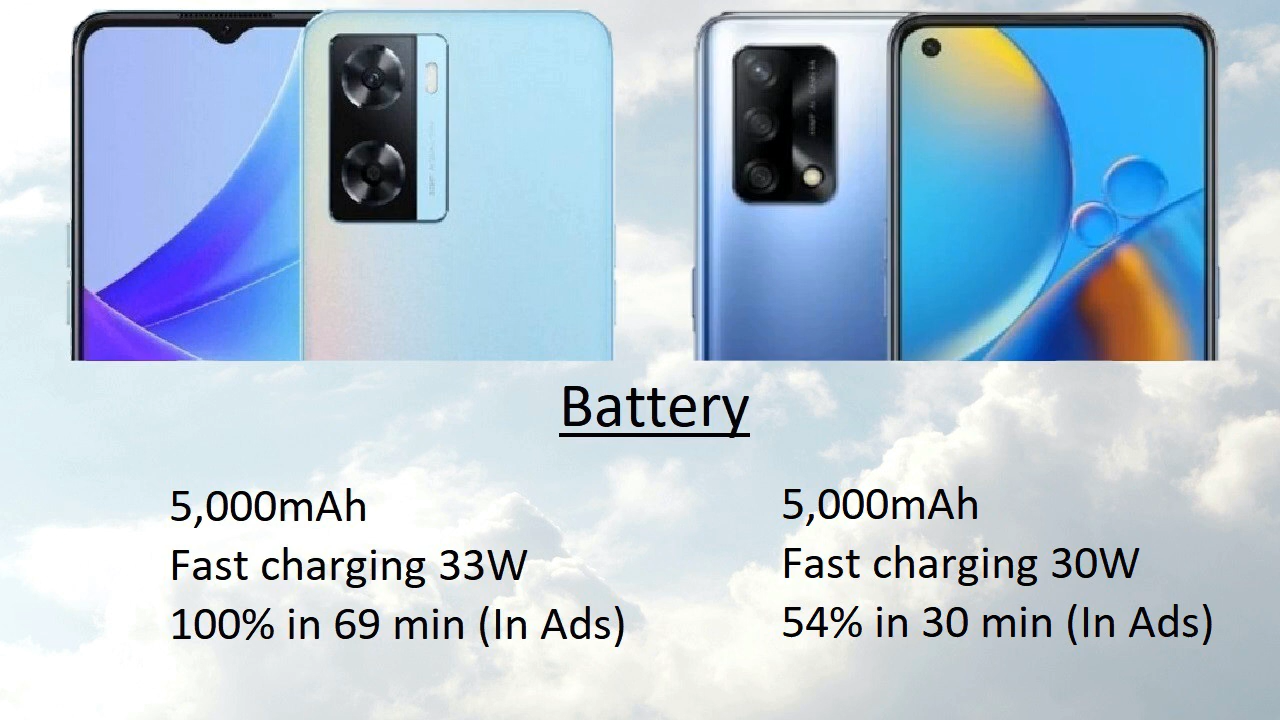 Battery
5,000mAh
Fast charging 33W
100% in 69 min (In Ads)
5,000mAh
Fast charging 30W
54% in 30 min (In Ads)